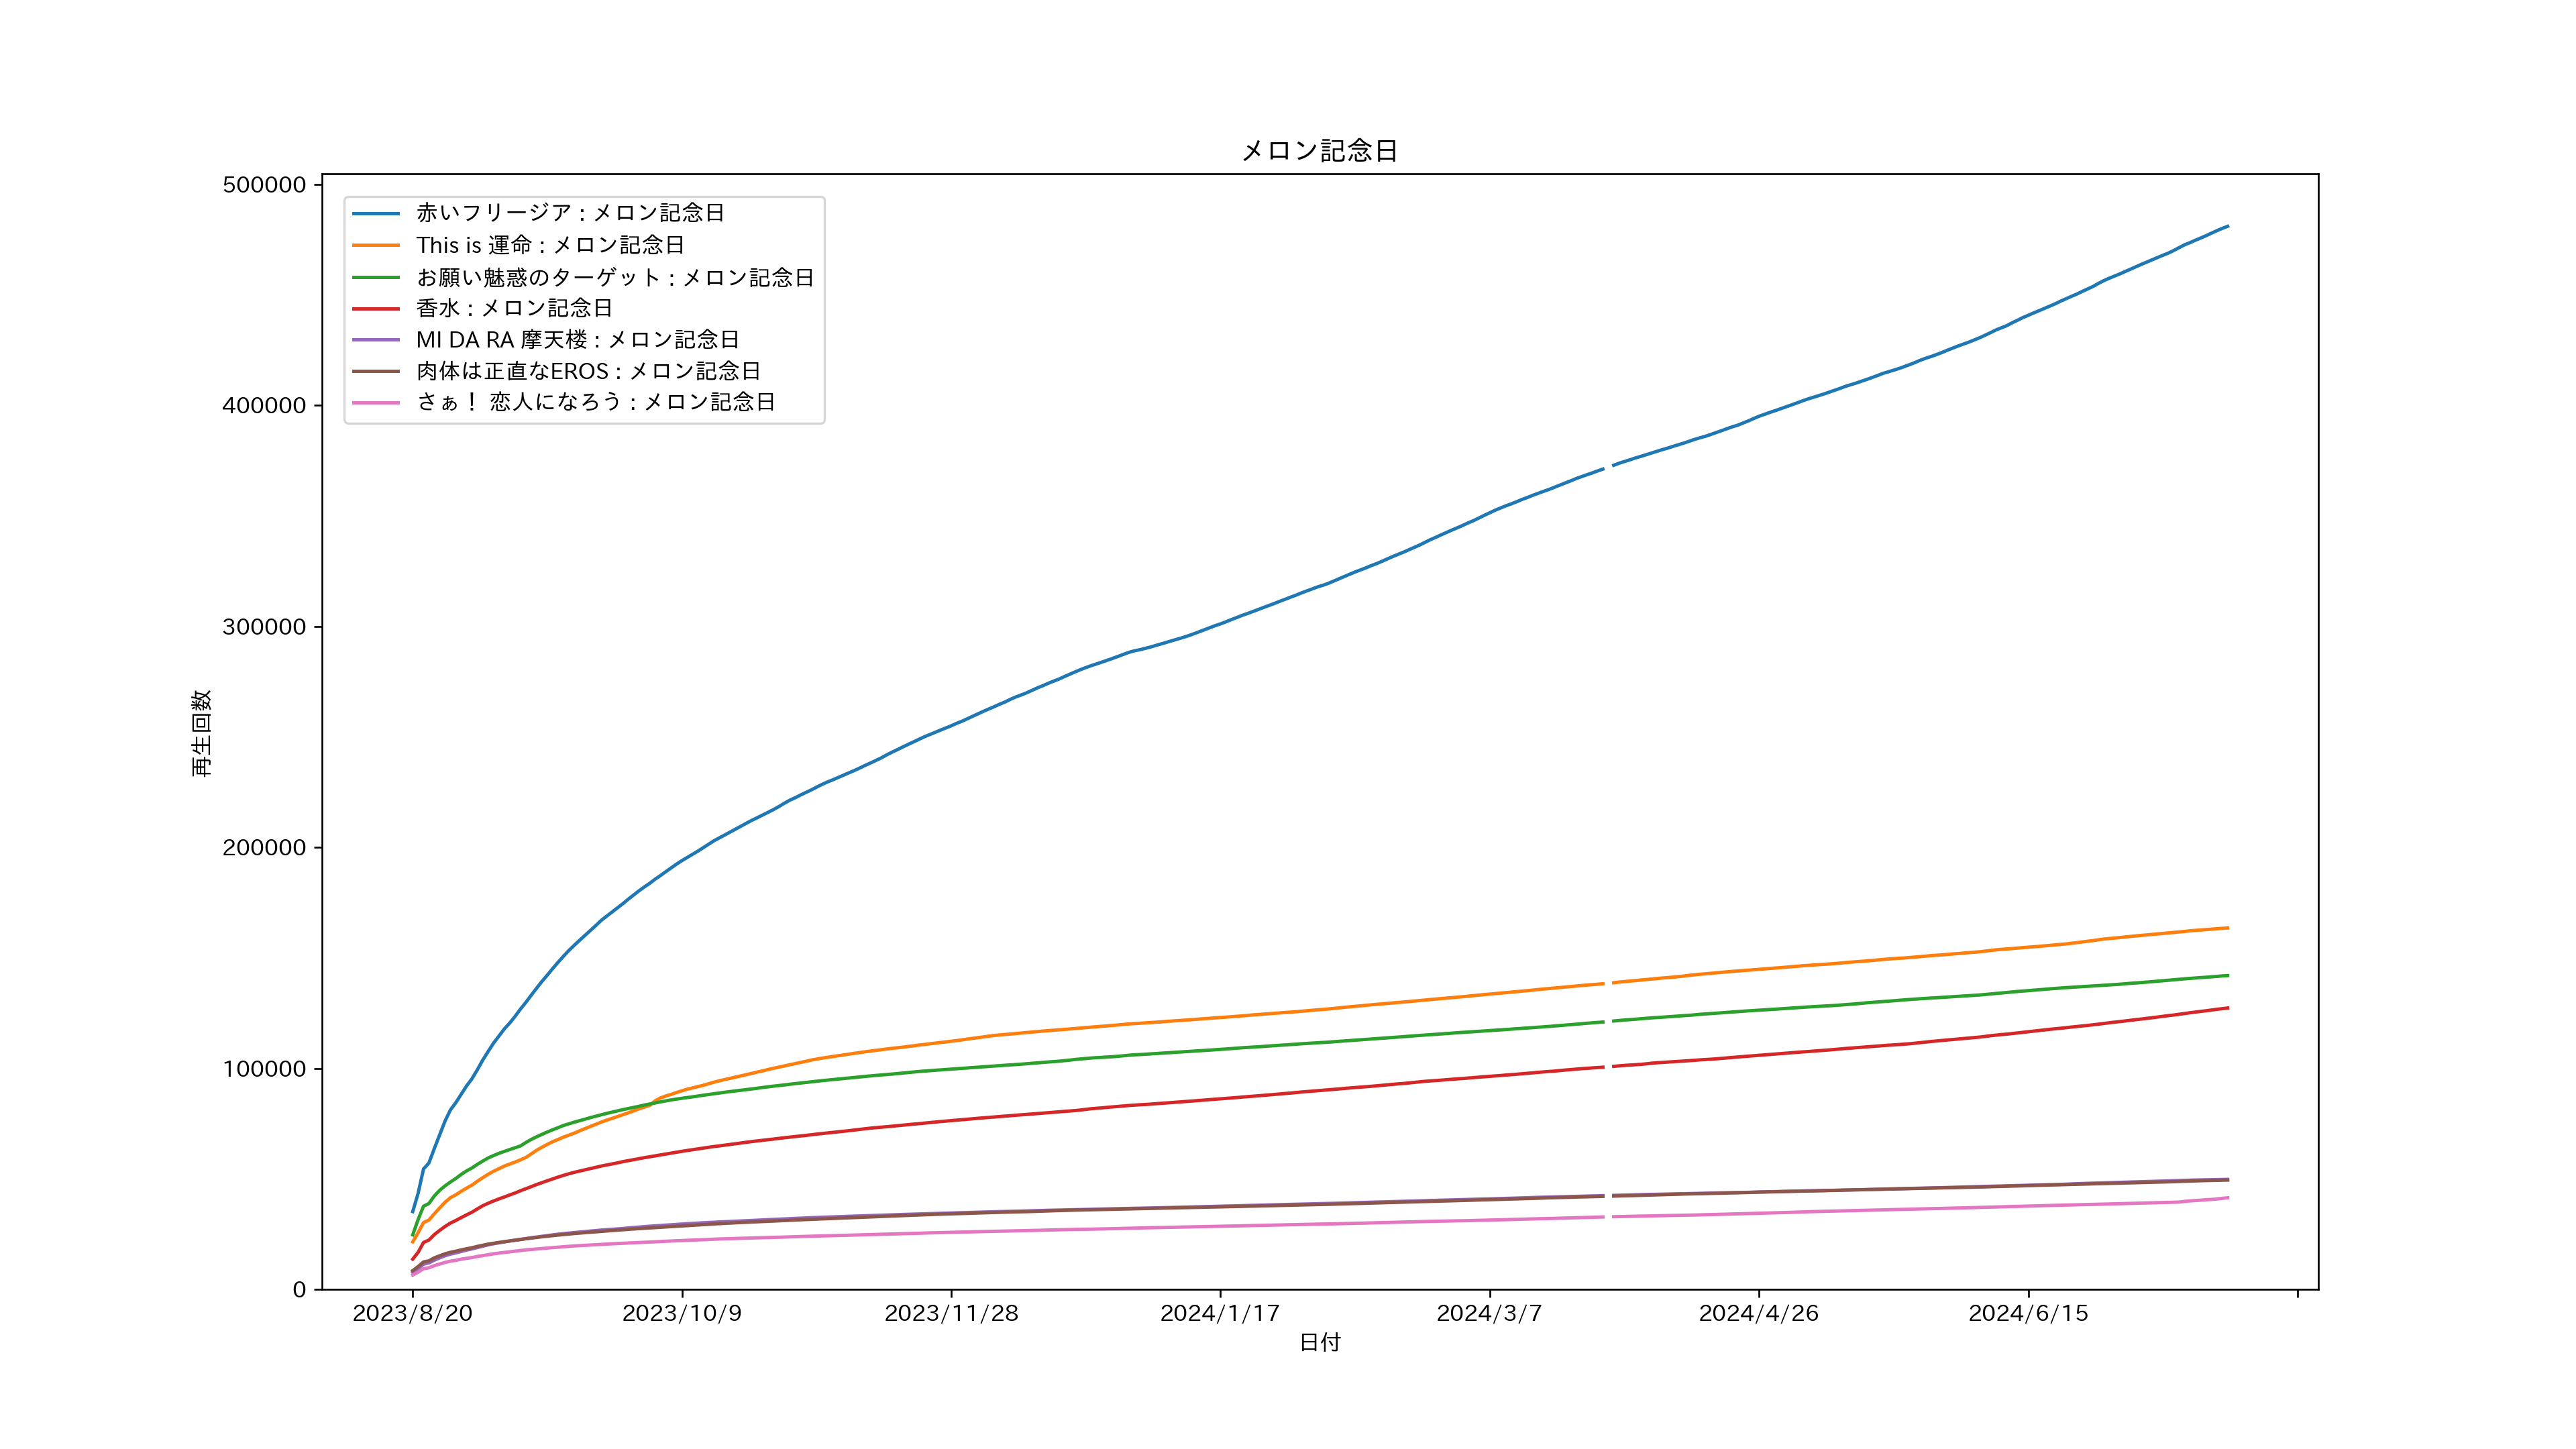 メロン記念日
500000
400000
300000
200000
100000
0
再生回数
赤いフリージア : メロン記念日
This is 運命 : メロン記念日
お願い魅惑のターゲット : メロン記念日
香水 : メロン記念日
MI DA RA 摩天楼 : メロン記念日
肉体は正直なEROS : メロン記念日
さぁ！ 恋人になろう : メロン記念日
2023/8/20 2023/10/9 2023/11/28 2024/1/17 2024/3/7 2024/4/26 2024/6/15
日付